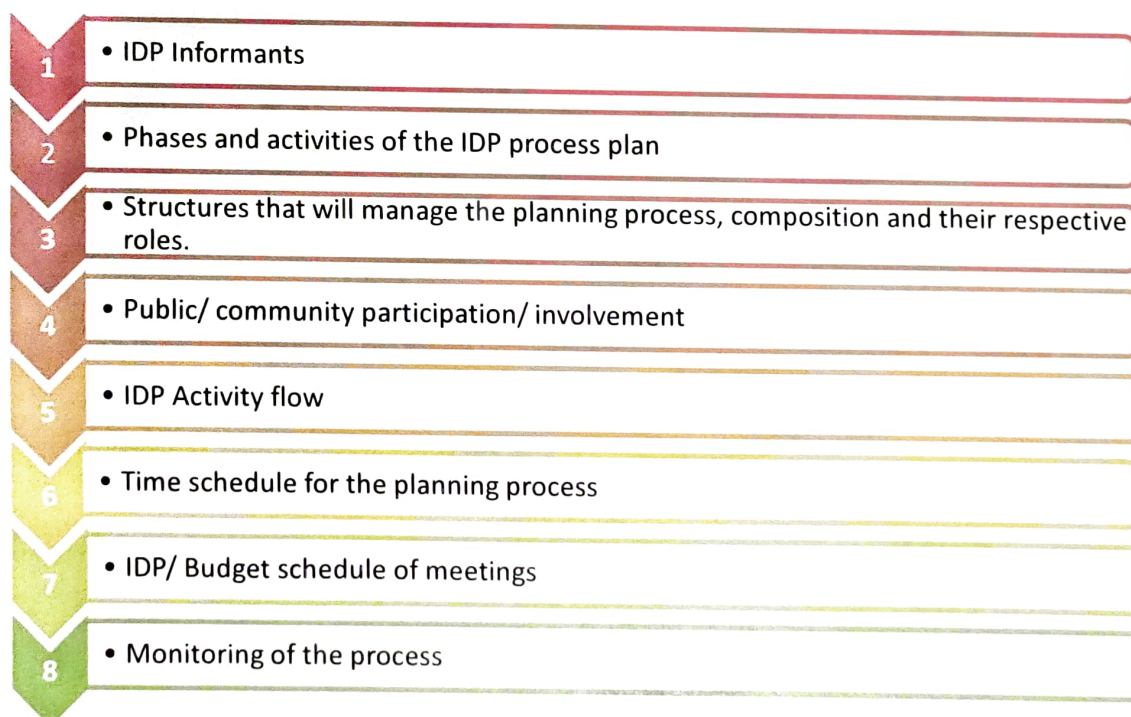 1
• IDP Informants
2
• Phases and activities of the IDP process plan
3
• Structures that will manage the planning process, composition and their respective
roles.
4
• Public/ community participation/ involvement
5
• IDP Activity flow
6
• Time schedule for the planning process
7
• IDP/ Budget schedule of meetings
8
• Monitoring of the process